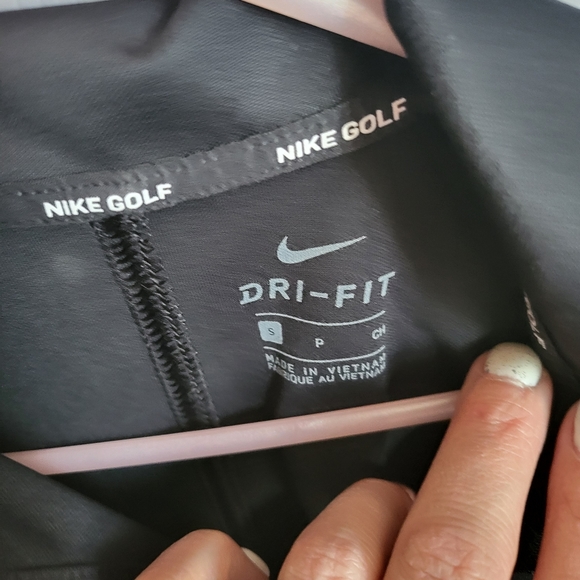 NIKE GOLF
NIKE GOLF
DRI-FIT
S P CH
MADE IN VIETNAM
FABRIQUE AU VIETNAM